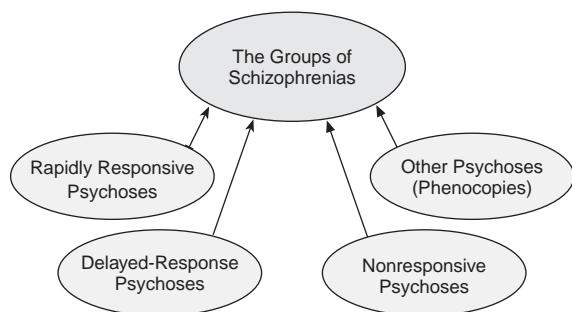 The Groups of
Schizophrenias
Rapidly Responsive
Psychoses
Other Psychoses
(Phenocopies)
Delayed-Response
Psychoses
Nonresponsive
Psychoses